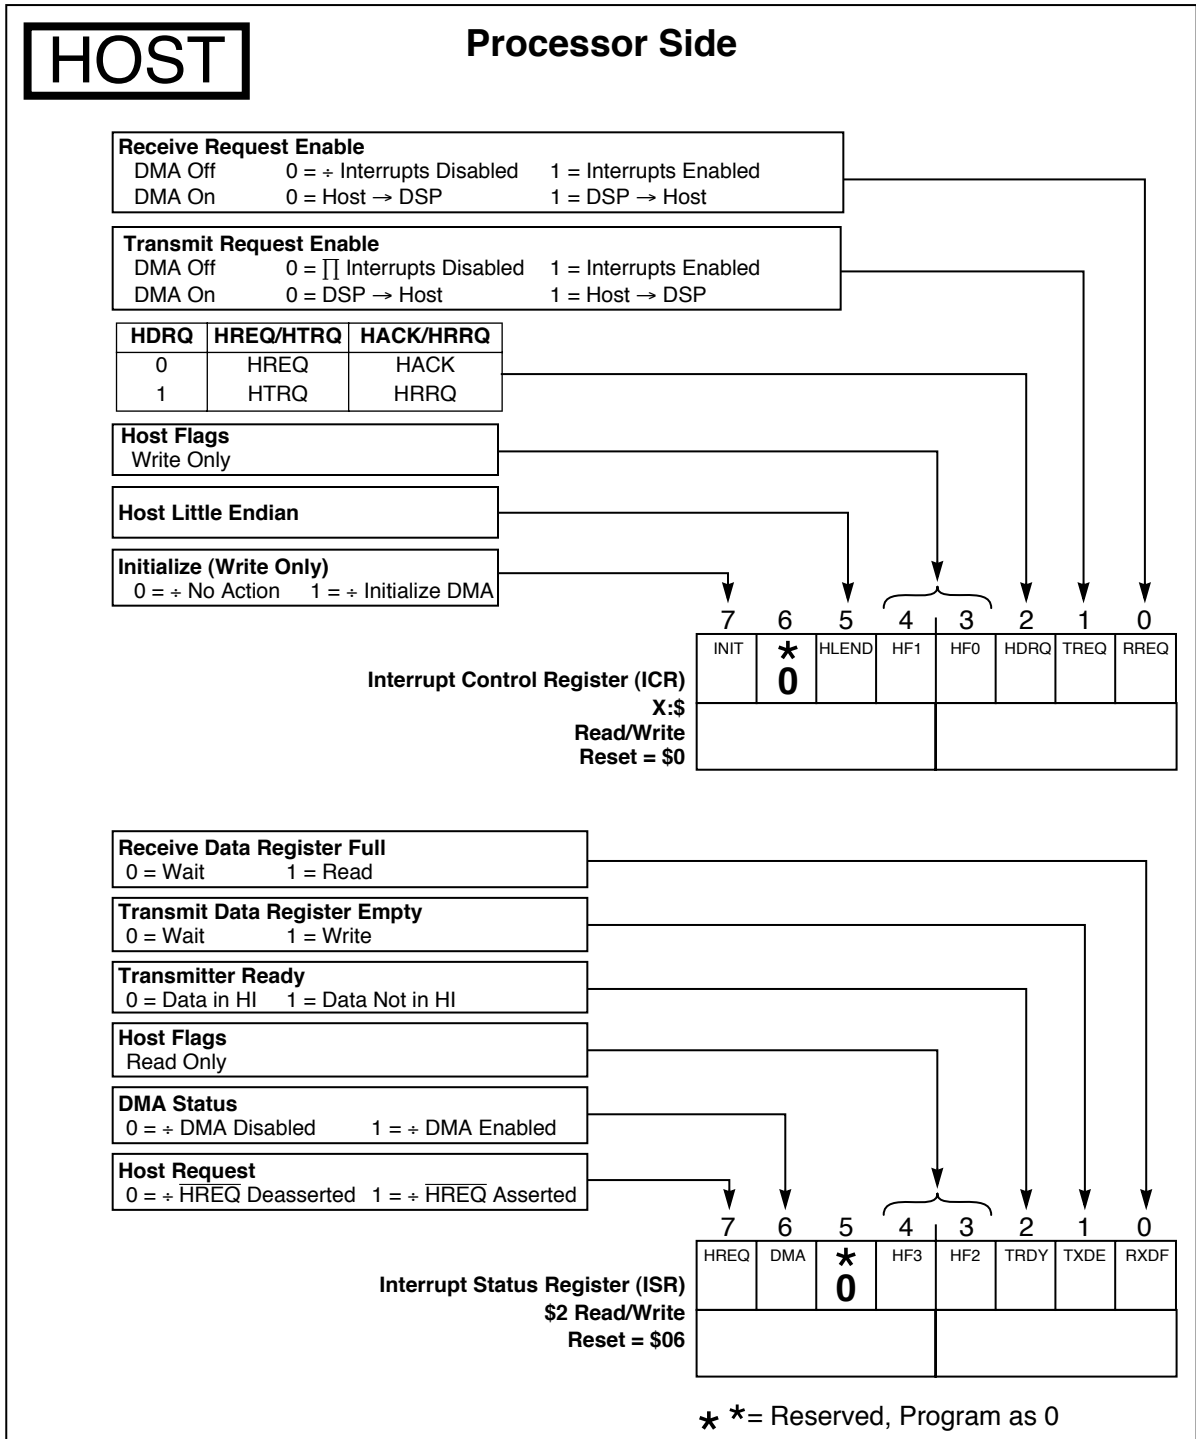 HOST
Processor Side
Receive Request Enable
DMA Off 0 = ÷ Interrupts Disabled 1 = Interrupts Enabled
DMA On 0 = Host → DSP 1 = DSP → Host
Transmit Request Enable
DMA Off 0 = ∏ Interrupts Disabled 1 = Interrupts Enabled
DMA On 0 = DSP → Host 1 = Host → DSP
HDRQ HREQ/HTRQ HACK/HRRQ
0 HREQ HACK
1 HTRQ HRRQ
Host Flags
Write Only
Host Little Endian
Initialize (Write Only)
0 = ÷ No Action 1 = ÷ Initialize DMA
7 6 5 4 3 2 1 0
INIT * HLEND HF1 HF0 HDRQ TREQ RREQ
0
Interrupt Control Register (ICR)
X:$
Read/Write
Reset = $0
Receive Data Register Full
0 = Wait 1 = Read
Transmit Data Register Empty
0 = Wait 1 = Write
Transmitter Ready
0 = Data in HI 1 = Data Not in HI
Host Flags
Read Only
DMA Status
0 = ÷ DMA Disabled 1 = ÷ DMA Enabled
Host Request
0 = ÷ H̅R̅E̅Q̅ Deasserted 1 = ÷ H̅R̅E̅Q̅ Asserted
7 6 5 4 3 2 1 0
HREQ DMA * HF3 HF2 TRDY TXDE RXDF
0
Interrupt Status Register (ISR)
$2 Read/Write
Reset = $06
* *= Reserved, Program as 0